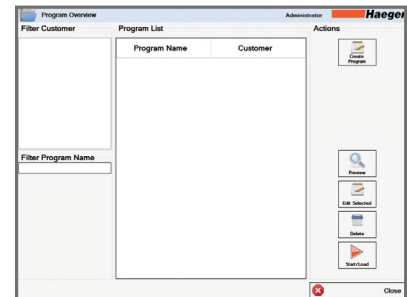 Program Overview
Administrator
Haeger
Filter Customer
Program List
Actions
Program Name
Customer
Create
Program
Filter Program Name
Preview
Edit Selected
Delete
Start/Load
Close